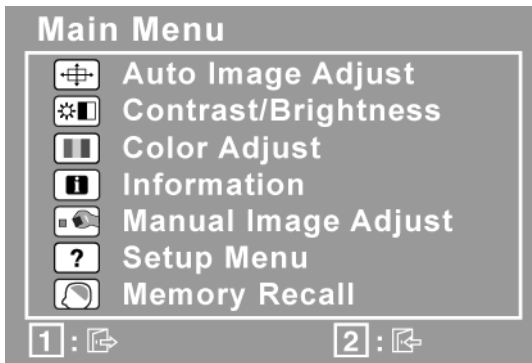 Main Menu
Auto Image Adjust
Contrast/Brightness
Color Adjust
i Information
Manual Image Adjust
? Setup Menu
Memory Recall
1 : 2 :